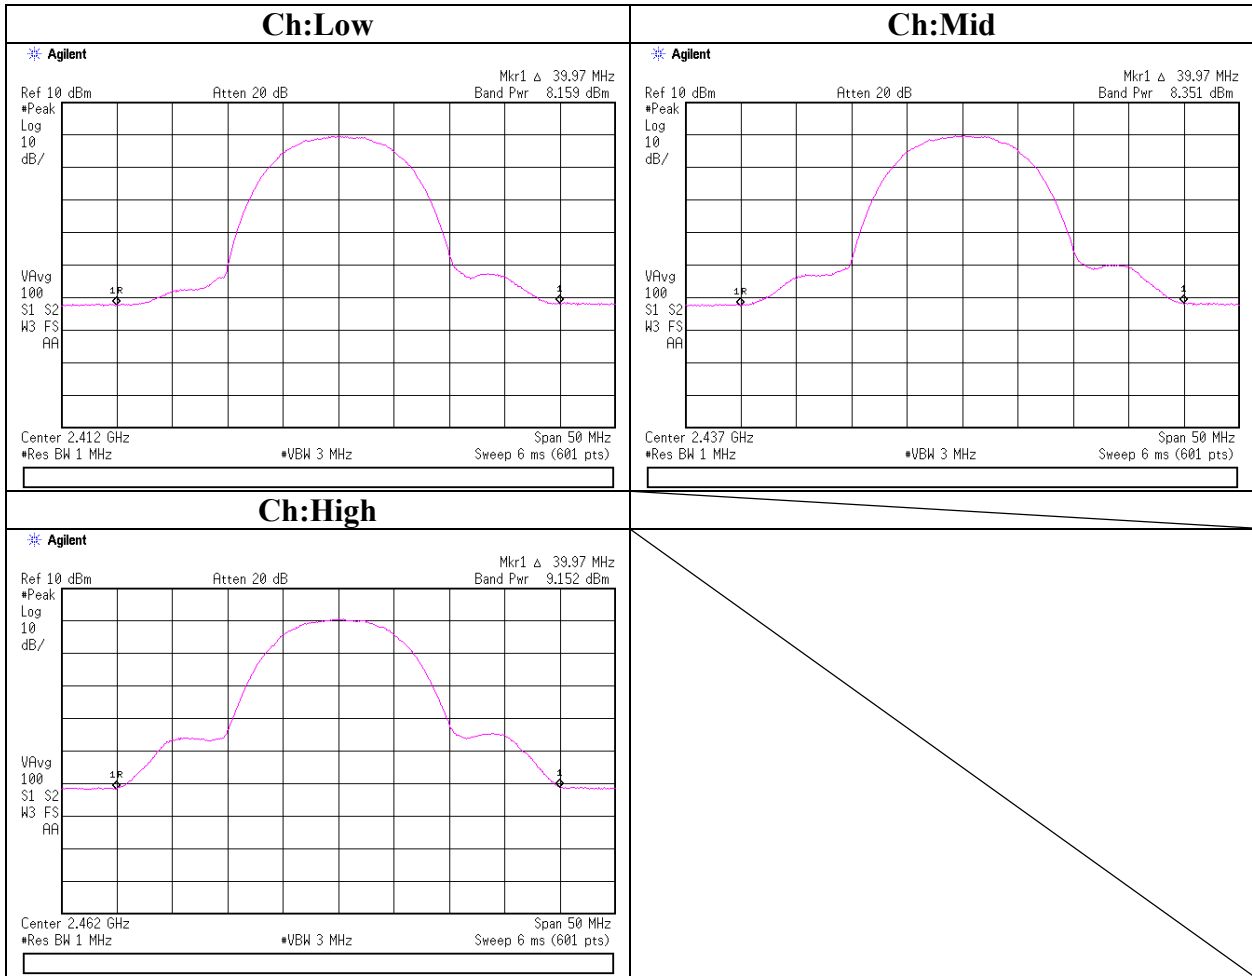 Ch:Low
Agilent
Mkr1 Δ 39.97 MHz
Ref 10 dBm Atten 20 dB Band Pwr 8.159 dBm
#Peak
Log
10
dB/
VAvg
100
S1 S2
W3 FS
AA
1R
1
Center 2.412 GHz Span 50 MHz
#Res BW 1 MHz #VBW 3 MHz Sweep 6 ms (601 pts)
Ch:Mid
Agilent
Mkr1 Δ 39.97 MHz
Ref 10 dBm Atten 20 dB Band Pwr 8.351 dBm
#Peak
Log
10
dB/
VAvg
100
S1 S2
W3 FS
AA
1R
1
Center 2.437 GHz Span 50 MHz
#Res BW 1 MHz #VBW 3 MHz Sweep 6 ms (601 pts)
Ch:High
Agilent
Mkr1 Δ 39.97 MHz
Ref 10 dBm Atten 20 dB Band Pwr 9.152 dBm
#Peak
Log
10
dB/
VAvg
100
S1 S2
W3 FS
AA
1R
1
Center 2.462 GHz Span 50 MHz
#Res BW 1 MHz #VBW 3 MHz Sweep 6 ms (601 pts)